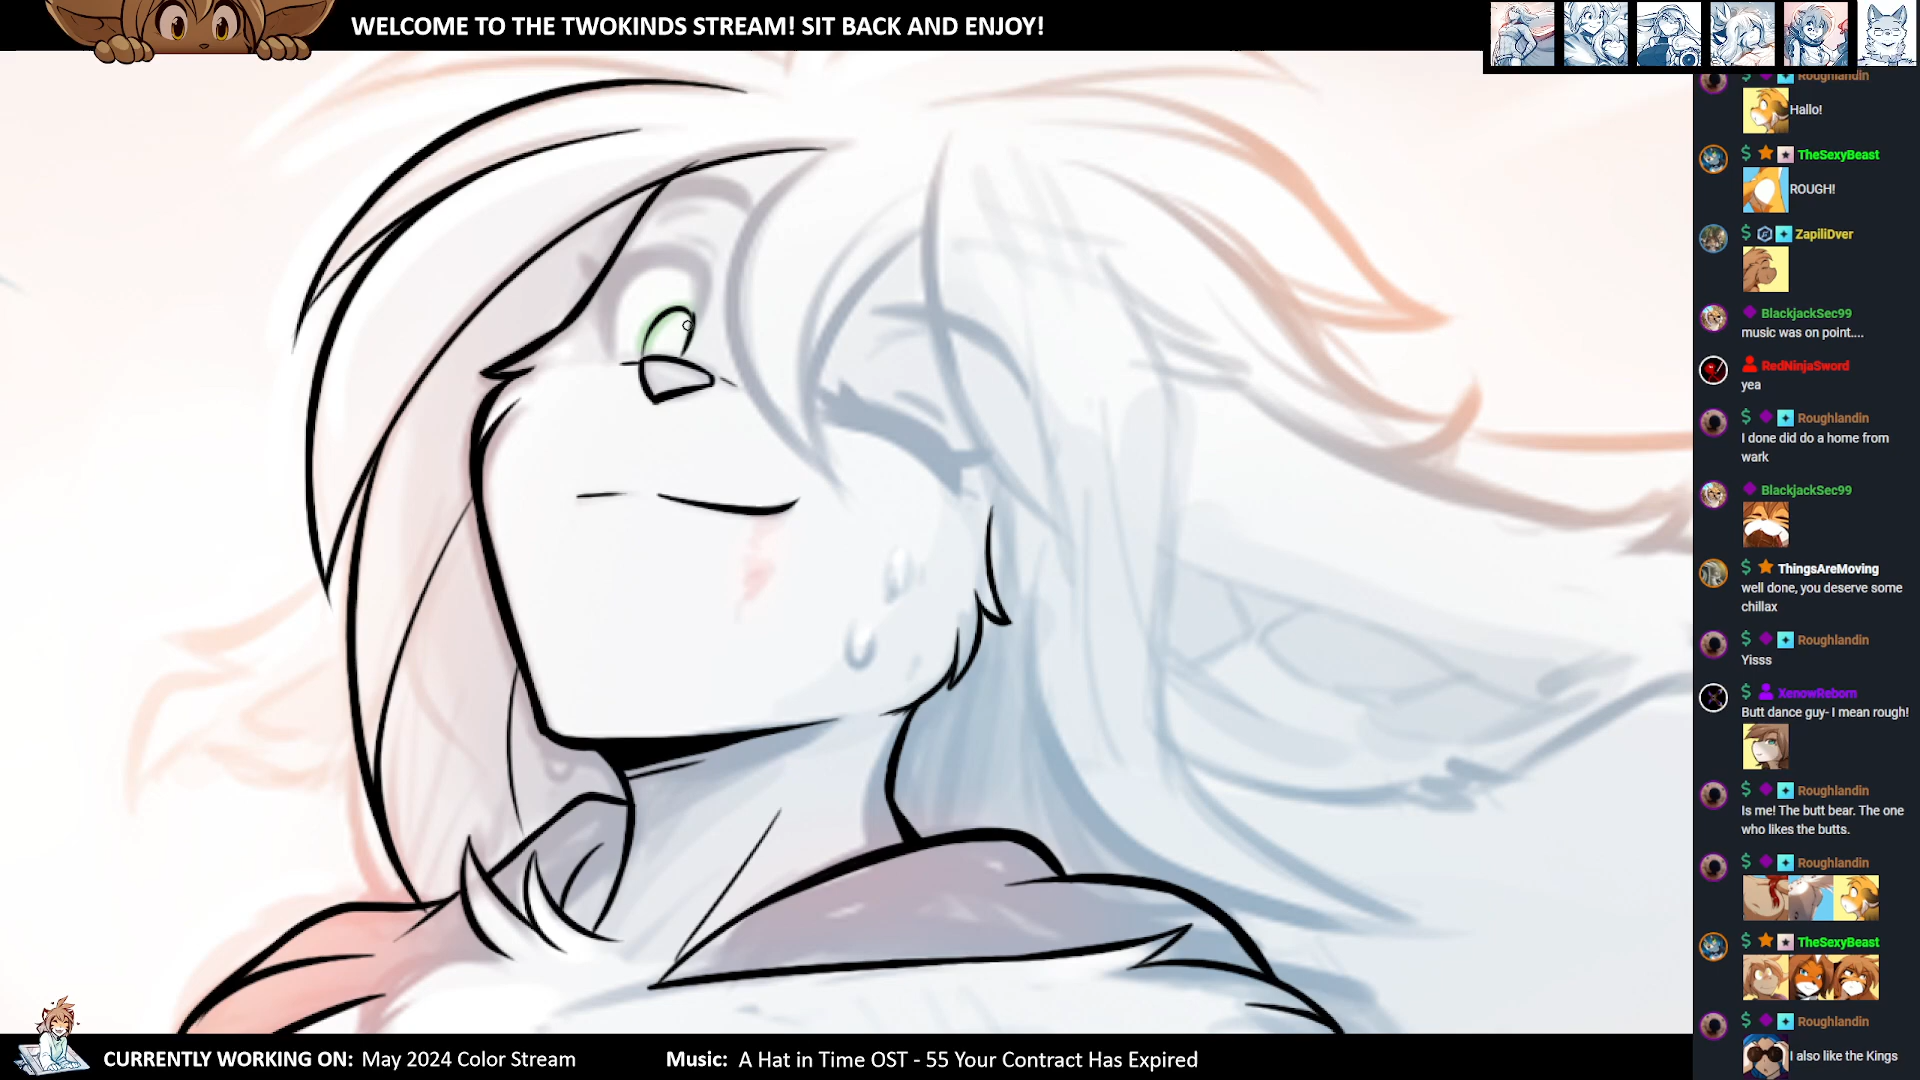 WELCOME TO THE TWOKINDS STREAM! SIT BACK AND ENJOY!
Roughlandin
Hallo!
TheSexyBeast
ROUGH!
ZapiliDver
BlackjackSec99
music was on point....
RedNinjaSword
yea
Roughlandin
I done did do a home from
wark
BlackjackSec99
ThingsAreMoving
well done, you deserve some
chillax
Roughlandin
Yisss
XenowReborn
Butt dance guy- I mean rough!
Roughlandin
Is me! The butt bear. The one
who likes the butts.
Roughlandin
TheSexyBeast
Roughlandin
I also like the Kings
CURRENTLY WORKING ON: May 2024 Color Stream
Music: A Hat in Time OST - 55 Your Contract Has Expired